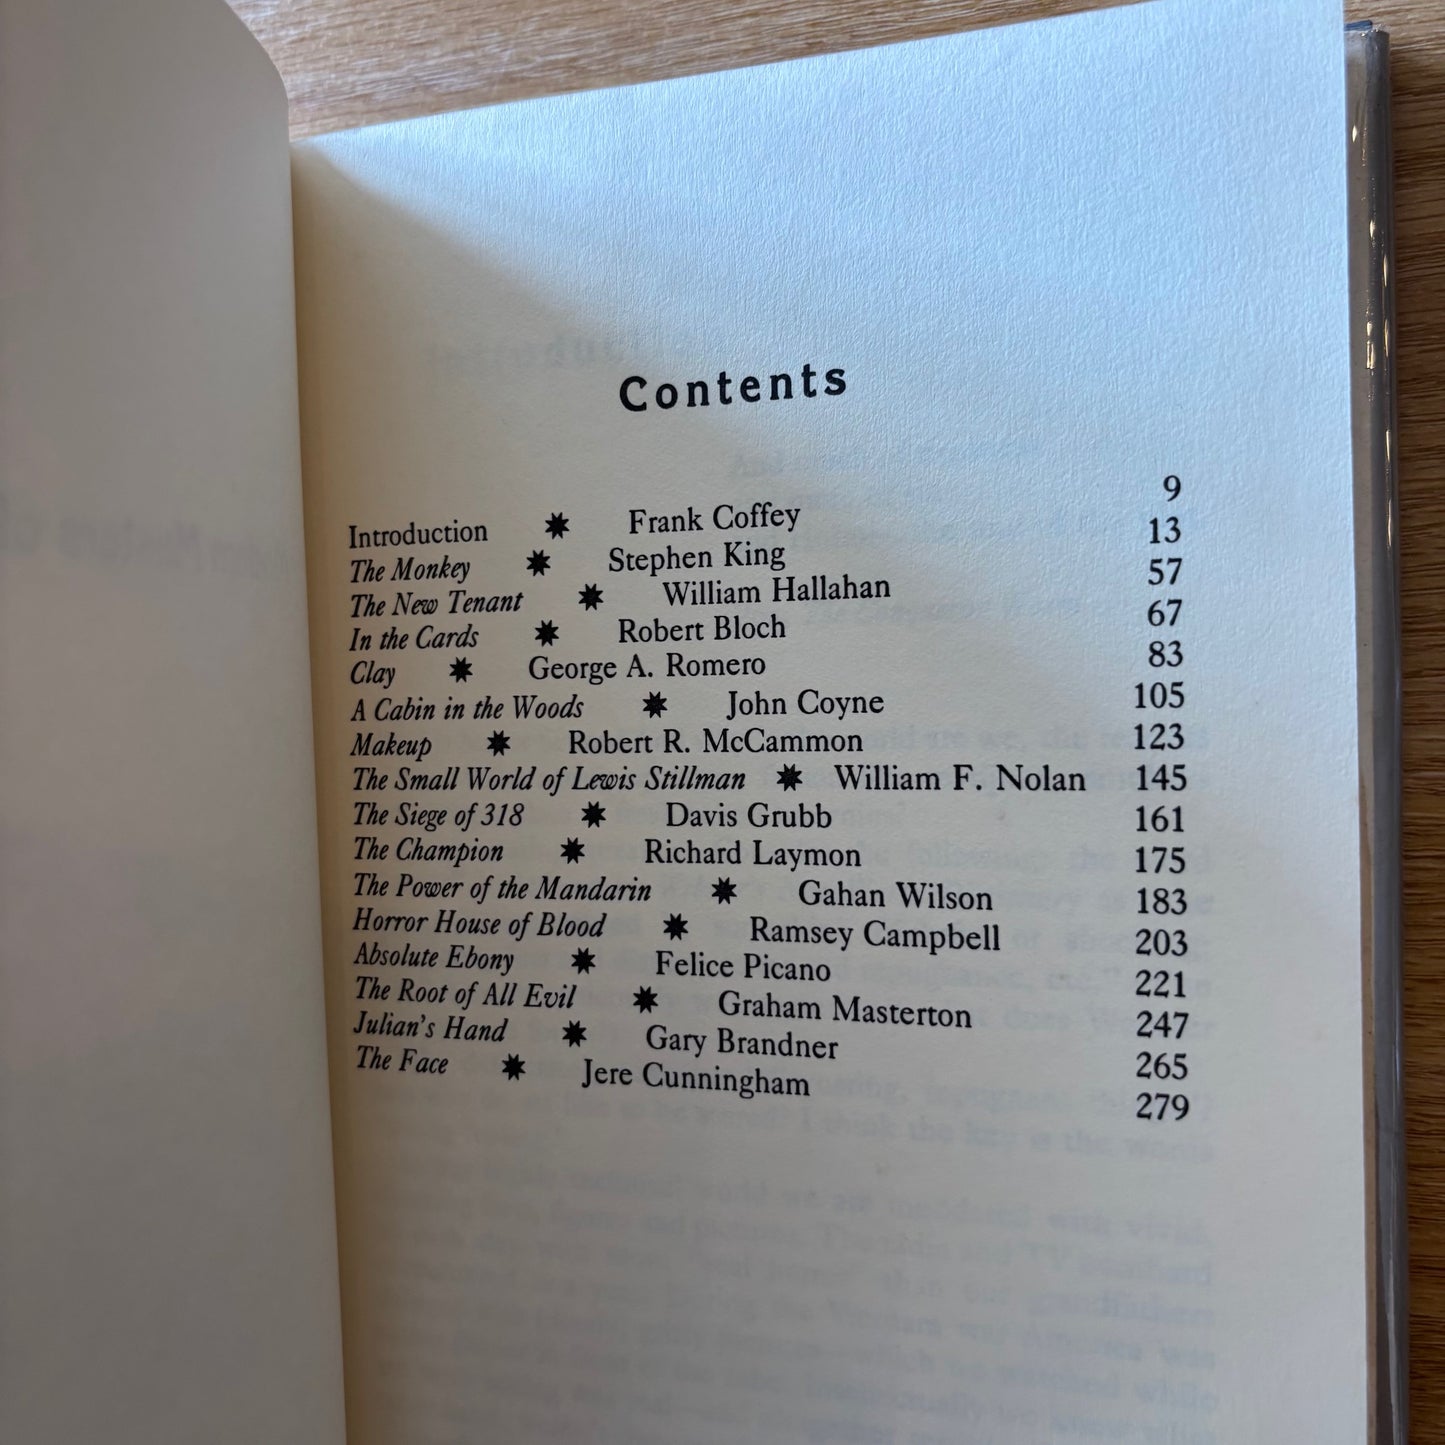 Contents
Introduction ✷ Frank Coffey 9
The Monkey ✷ Stephen King 13
The New Tenant ✷ William Hallahan 57
In the Cards ✷ Robert Bloch 67
Clay ✷ George A. Romero 83
A Cabin in the Woods ✷ John Coyne 105
Makeup ✷ Robert R. McCammon 123
The Small World of Lewis Stillman ✷ William F. Nolan 145
The Siege of 318 ✷ Davis Grubb 161
The Champion ✷ Richard Laymon 175
The Power of the Mandarin ✷ Gahan Wilson 183
Horror House of Blood ✷ Ramsey Campbell 203
Absolute Ebony ✷ Felice Picano 221
The Root of All Evil ✷ Graham Masterton 247
Julian's Hand ✷ Gary Brandner 265
The Face ✷ Jere Cunningham 279